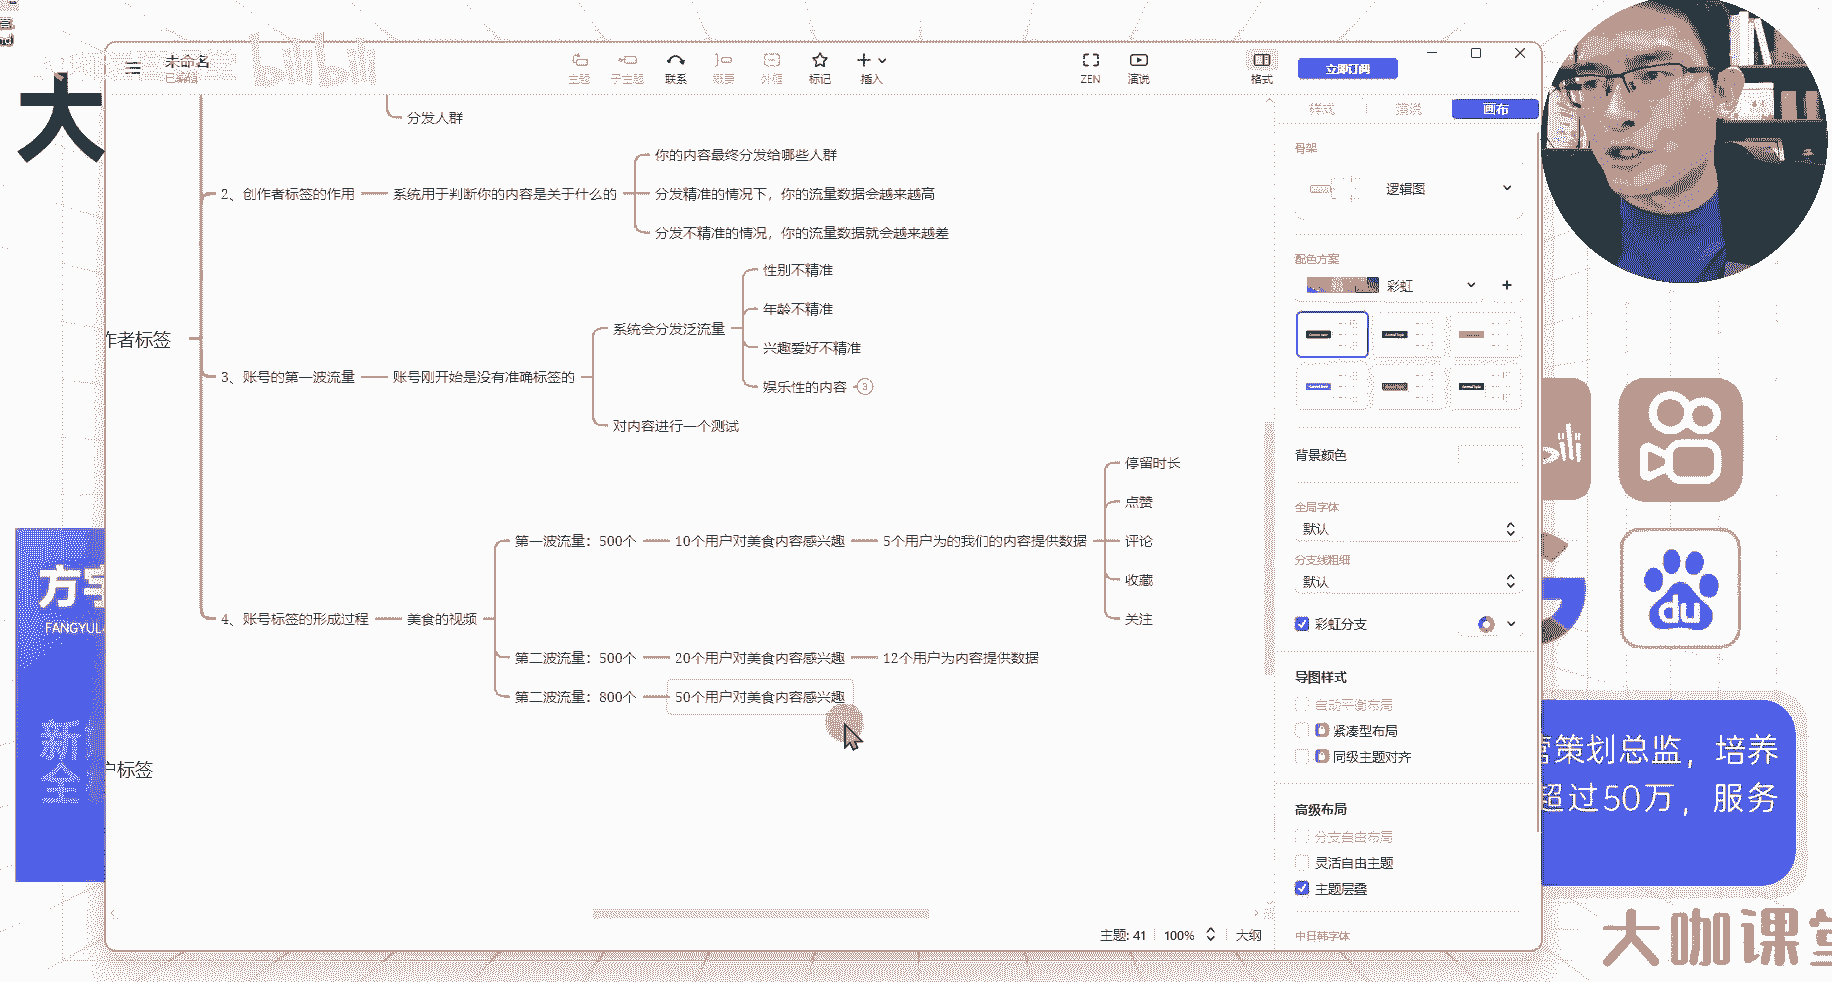 大
未命名
已编辑
bilibili
主题
子主题
联系
概要
外框
标记
插入
ZEN
演说
格式
立即订阅
样式
演说
画布
分发人群
2、创作者标签的作用
系统用于判断你的内容是关于什么的
你的内容最终分发给哪些人群
分发精准的情况下，你的流量数据会越来越高
分发不精准的情况，你的流量数据就会越来越差
作者标签
3、账号的第一波流量
账号刚开始是没有准确标签的
系统会分发泛流量
性别不精准
年龄不精准
兴趣爱好不精准
娱乐性的内容
3
对内容进行一个测试
4、账号标签的形成过程
美食的视频
第一波流量：500个
10个用户对美食内容感兴趣
5个用户为的我们的内容提供数据
停留时长
点赞
评论
收藏
关注
第二波流量：500个
20个用户对美食内容感兴趣
12个用户为内容提供数据
第二波流量：800个
50个用户对美食内容感兴趣
户标签
主题: 41
100%
大纲
骨架
逻辑图
配色方案
彩虹
背景颜色
全局字体
默认
分支线粗细
默认
彩虹分支
导图样式
自动平衡布局
紧凑型布局
同级主题对齐
高级布局
分支自由布局
灵活自由主题
主题层叠
中日韩字体
方宇
FANGYUL
新
全
du
营策划总监，培养
超过50万，服务
大咖课堂